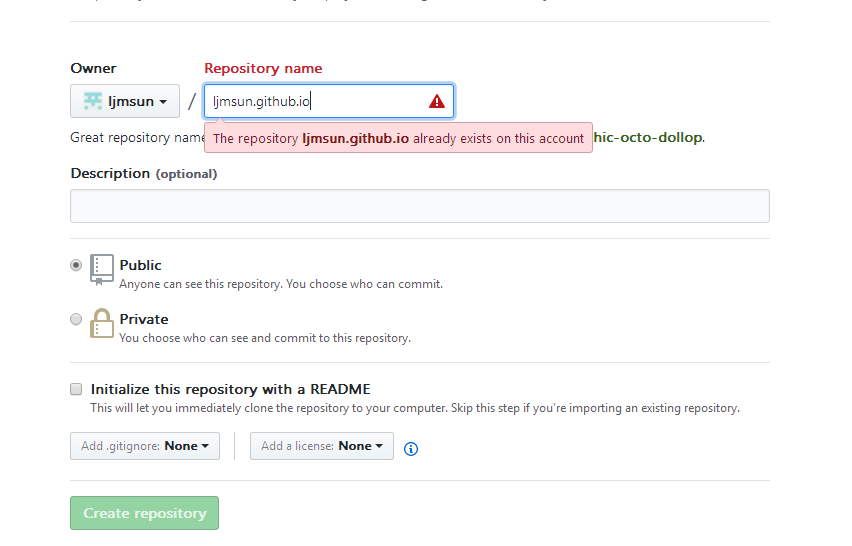 Owner
Repository name
ljmsun
/
ljmsun.github.io
Great repository name
hic-octo-dollop.
The repository ljmsun.github.io already exists on this account
Description (optional)
Public
Anyone can see this repository. You choose who can commit.
Private
You choose who can see and commit to this repository.
Initialize this repository with a README
This will let you immediately clone the repository to your computer. Skip this step if you're importing an existing repository.
Add .gitignore: None
Add a license: None
Create repository